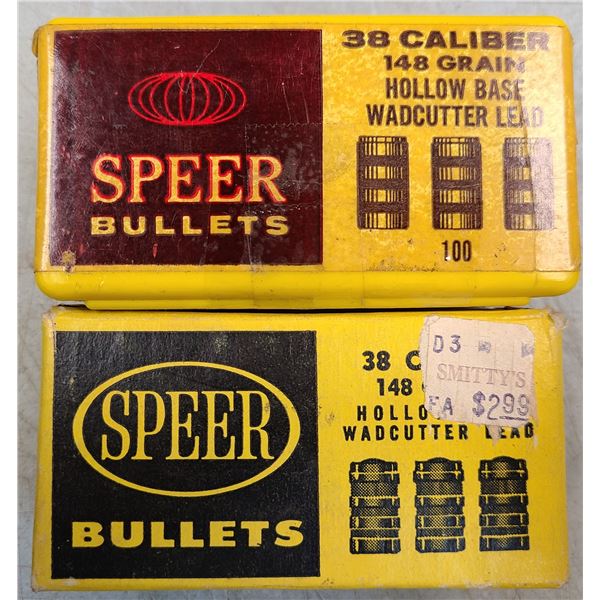 38 CALIBER
148 GRAIN
HOLLOW BASE
WADCUTTER LEAD
SPEER
BULLETS
100
SPEER
BULLETS
38 C
148
HOLLO
WADCUTTER LEAD
D3
SMITTY'S
EA $2.99